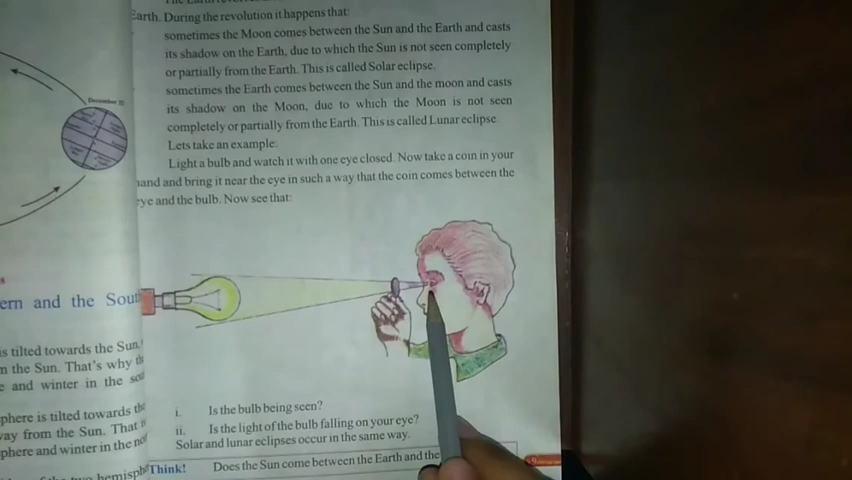 Earth. During the revolution it happens that:
sometimes the Moon comes between the Sun and the Earth and casts
its shadow on the Earth, due to which the Sun is not seen completely
or partially from the Earth. This is called Solar eclipse.
sometimes the Earth comes between the Sun and the moon and casts
its shadow on the Moon, due to which the Moon is not seen
completely or partially from the Earth. This is called Lunar eclipse.
Lets take an example:
Light a bulb and watch it with one eye closed. Now take a coin in your
hand and bring it near the eye in such a way that the coin comes between the
eye and the bulb. Now see that:
i. Is the bulb being seen?
ii. Is the light of the bulb falling on your eye?
Solar and lunar eclipses occur in the same way.
Think! Does the Sun come between the Earth and the
December
ern and the Sout
is tilted towards the Sun.
n the Sun. That's why
e and winter in the
phere is tilted towards
way from the Sun. That
phere and winter in the
hemisph